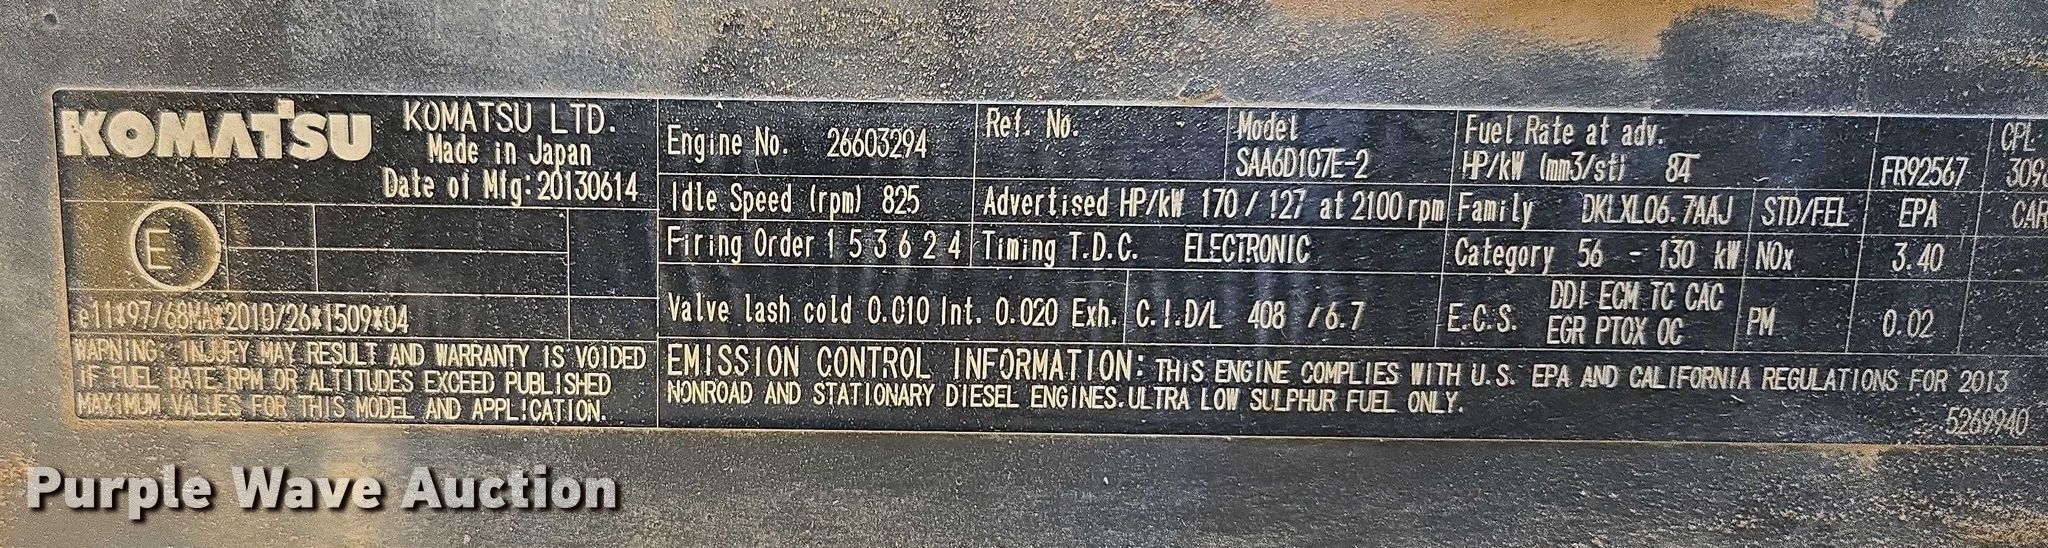 KOMATSU
KOMATSU LTD.
Made in Japan
Date of Mfg:20130614
E
e11*97/68MA*2010/26*1509*04
WARNING: INJURY MAY RESULT AND WARRANTY IS VOIDED
IF FUEL RATE RPM OR ALTITUDES EXCEED PUBLISHED
MAXIMUM VALUES FOR THIS MODEL AND APPLICATION.
Engine No. 26603294
Ref. No.
Model
SAA6D107E-2
Fuel Rate at adv.
HP/kW (mm3/st) 84
FR92567
CPL:
Idle Speed (rpm) 825
Advertised HP/kW 170 / 127 at 2100 rpm
Family DKLXL06.7AAJ
STD/FEL
EPA
CAR
Firing Order 1 5 3 6 2 4
Timing T.D.C. ELECTRONIC
Category 56 - 130 kW
NOx
3.40
Valve lash cold 0.010 Int. 0.020 Exh.
C.I.D/L 408 /6.7
E.C.S.
DDI ECM TC CAC
EGR PTOX OC
PM
0.02
EMISSION CONTROL INFORMATION: THIS ENGINE COMPLIES WITH U.S. EPA AND CALIFORNIA REGULATIONS FOR 2013
NONROAD AND STATIONARY DIESEL ENGINES.ULTRA LOW SULPHUR FUEL ONLY.
5269940
Purple Wave Auction